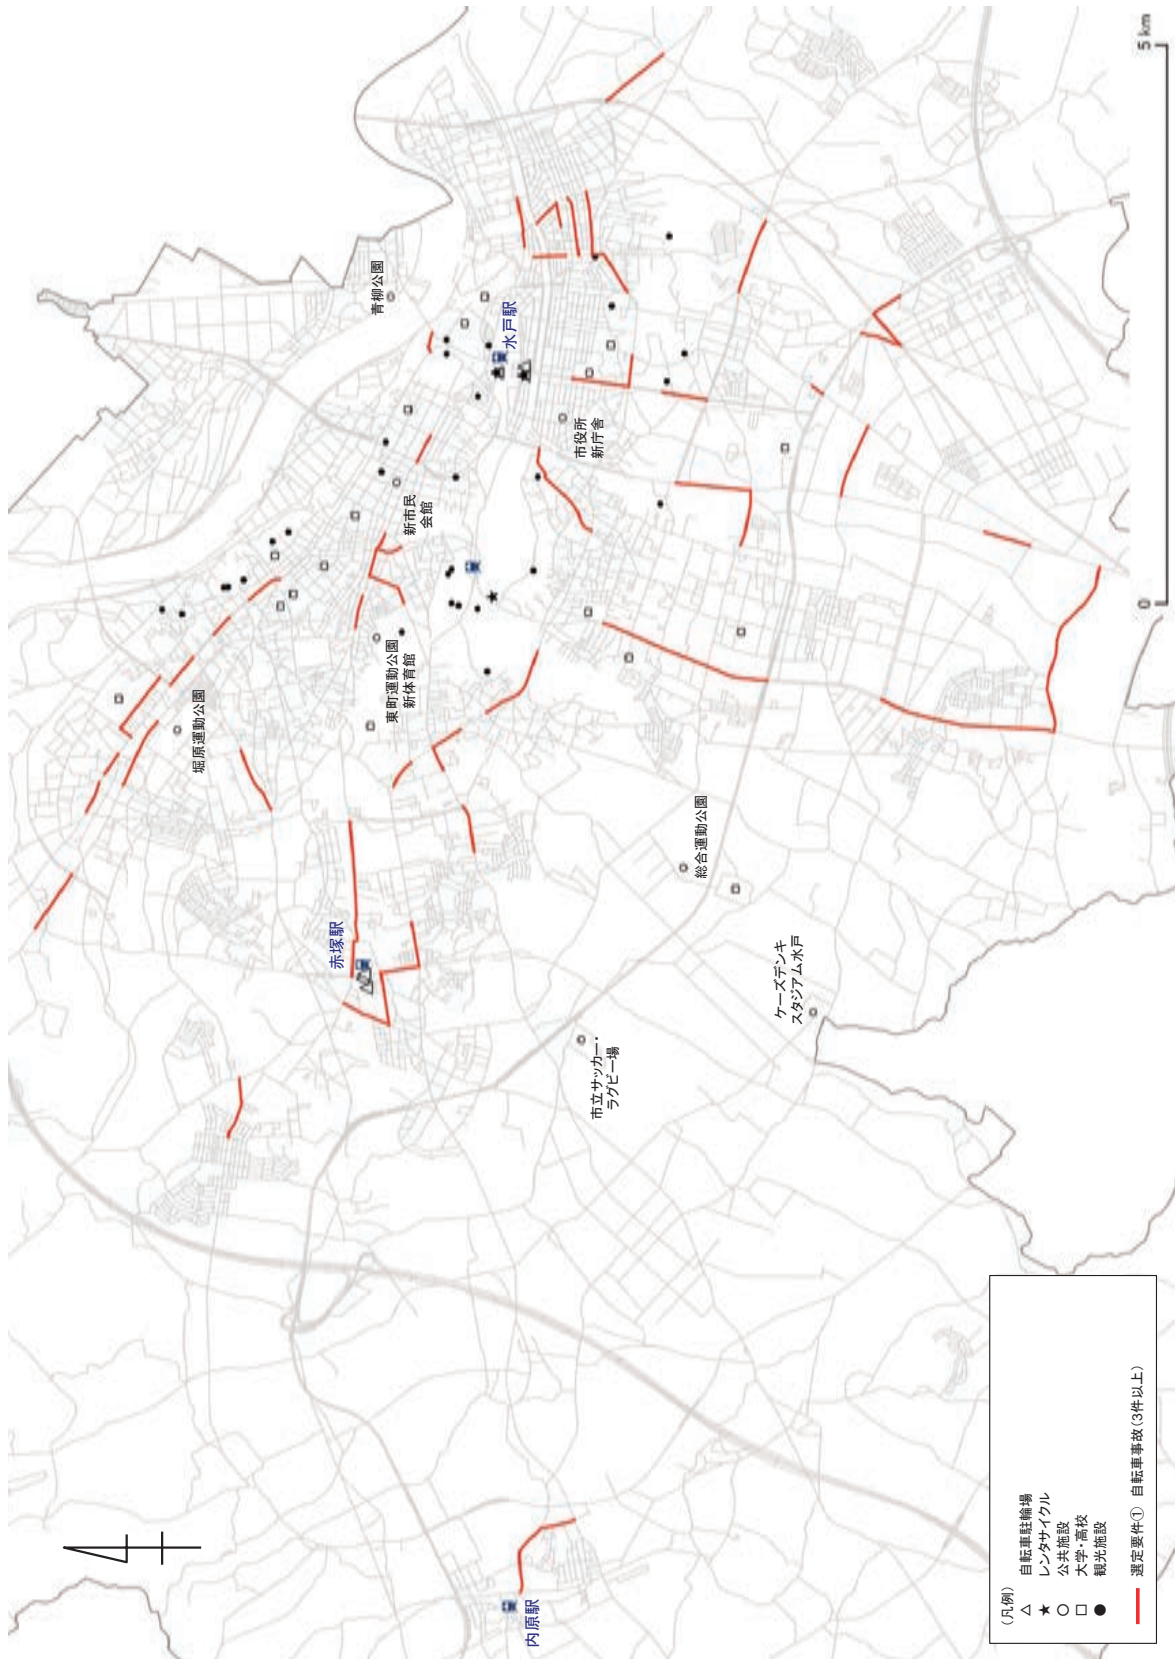 青柳公園
水戸駅
市役所
新庁舎
新市民
会館
東町運動公園
新体育館
堀原運動公園
総合運動公園
赤塚駅
ケーズデンキ
スタジアム水戸
市立サッカー・
ラグビー場
内原駅
(凡例)
自転車駐輪場
レンタサイクル
公共施設
大学・高校
観光施設
選定要件① 自転車事故(3件以上)
0 5 km